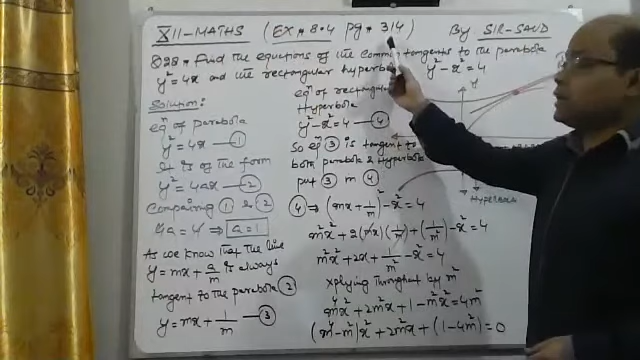 XII-MATHS (EX # 8.4 pg # 314) By SIR-SAUD
Q28 # Find the equations of the common tangents to the parabola
y² = 4x and the rectangular y² - x² = 4
Solution:
eqⁿ of parabola
y² = 4x — ①
It is of the form
y² = 4ax — ②
Comparing ① & ②
4a = 4 ⇒ a = 1
As we know that the line
y = mx + a/m is always
tangent to the parabola ②
y = mx + 1/m — ③
eqⁿ of rectangular
Hyperbola
y² - x² = 4 — ④
So eqⁿ ③ is tangent to
both parabola & Hyperbola
put ③ in ④
④ ⇒ (mx + 1/m)² - x² = 4
m²x² + 2(mx)(1/m) + (1/m)² - x² = 4
m²x² + 2x + 1/m² - x² = 4
xplying throughout by m²
m⁴x² + 2m²x + 1 - m²x² = 4m²
(m⁴ - m²)x² + 2m²x + (1 - 4m²) = 0
y
Hyperbola